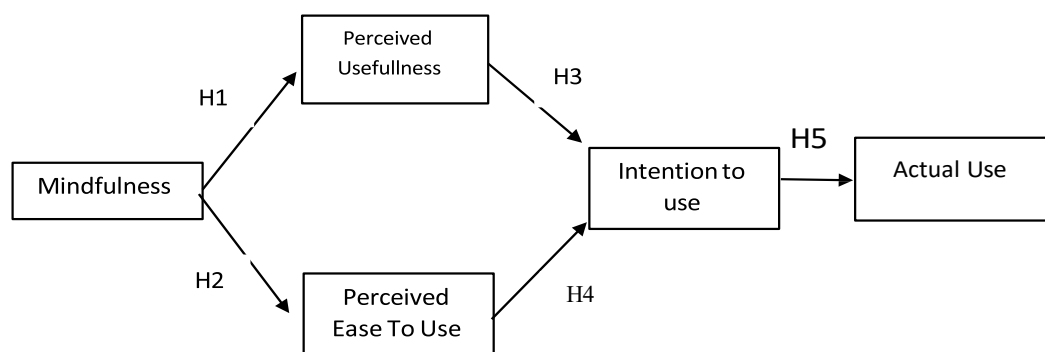 Perceived
Usefullness
H3
H1
H5
Mindfulness
Intention to
use
Actual Use
H2
Perceived
Ease To Use
H4